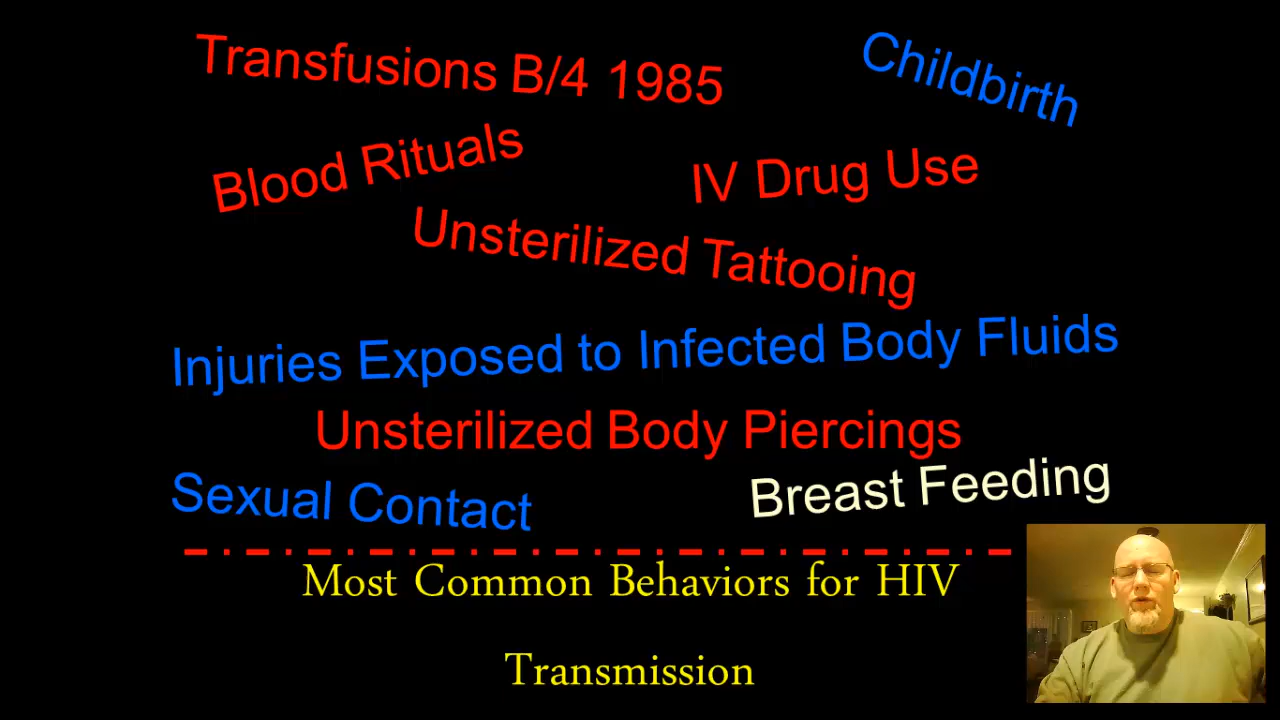 Transfusions B/4 1985
Childbirth
Blood Rituals
IV Drug Use
Unsterilized Tattooing
Injuries Exposed to Infected Body Fluids
Unsterilized Body Piercings
Sexual Contact
Breast Feeding
Most Common Behaviors for HIV
Transmission